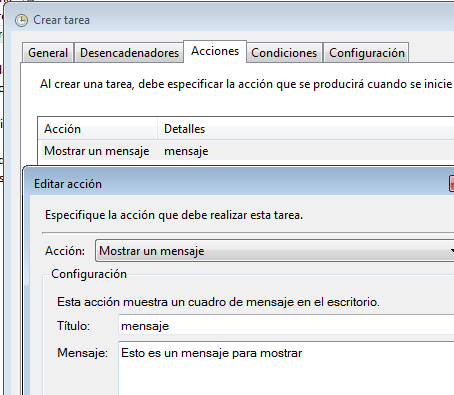 Crear tarea
General Desencadenadores Acciones Condiciones Configuración
Al crear una tarea, debe especificar la acción que se producirá cuando se inicie
Acción Detalles
Mostrar un mensaje mensaje
Editar acción
Especifique la acción que debe realizar esta tarea.
Acción: Mostrar un mensaje
Configuración
Esta acción muestra un cuadro de mensaje en el escritorio.
Título: mensaje
Mensaje: Esto es un mensaje para mostrar